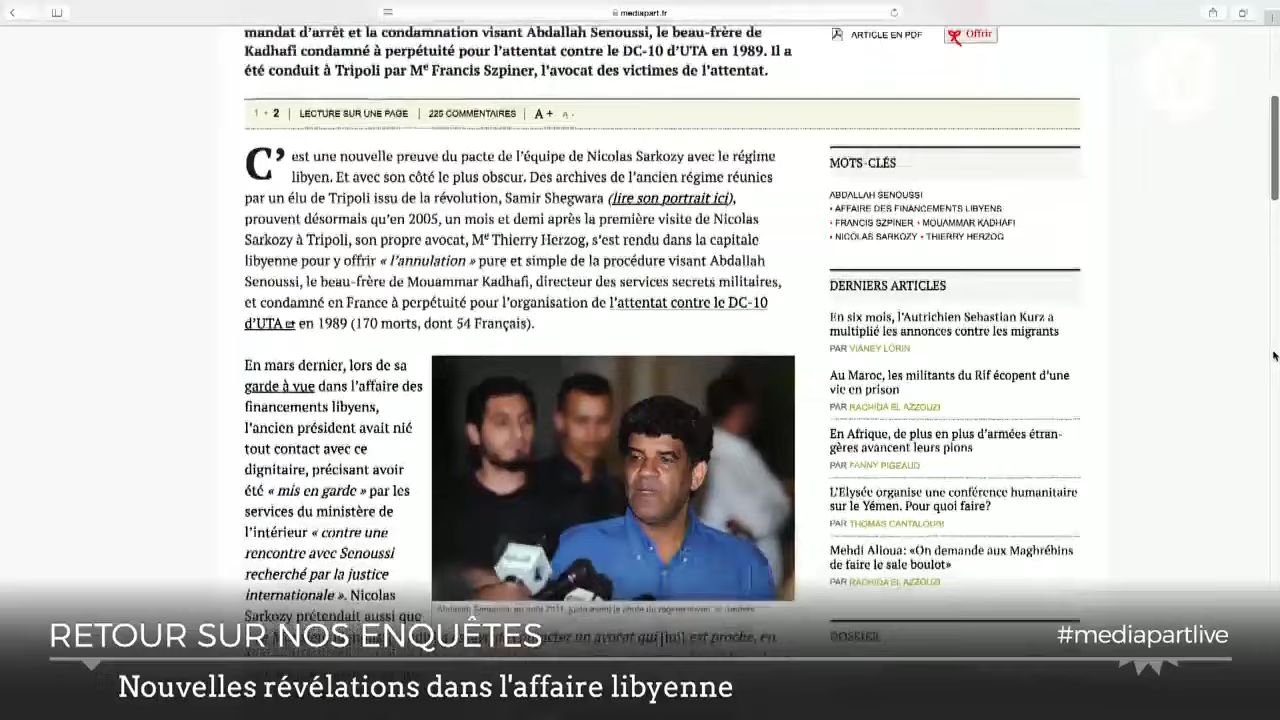 mediapart.fr
mandat d'arrêt et la condamnation visant Abdallah Senoussi, le beau-frère de
Kadhafi condamné à perpétuité pour l'attentat contre le DC-10 d'UTA en 1989. Il a
été conduit à Tripoli par Mᵉ Francis Szpiner, l'avocat des victimes de l'attentat.
ARTICLE EN PDF
Offrir
1 • 2 | LECTURE SUR UNE PAGE | 225 COMMENTAIRES | A + A -
C' est une nouvelle preuve du pacte de l'équipe de Nicolas Sarkozy avec le régime
libyen. Et avec son côté le plus obscur. Des archives de l'ancien régime réunies
par un élu de Tripoli issu de la révolution, Samir Shegwara (lire son portrait ici),
prouvent désormais qu'en 2005, un mois et demi après la première visite de Nicolas
Sarkozy à Tripoli, son propre avocat, Mᵉ Thierry Herzog, s'est rendu dans la capitale
libyenne pour y offrir « l'annulation » pure et simple de la procédure visant Abdallah
Senoussi, le beau-frère de Mouammar Kadhafi, directeur des services secrets militaires,
et condamné en France à perpétuité pour l'organisation de l'attentat contre le DC-10
d'UTA en 1989 (170 morts, dont 54 Français).
En mars dernier, lors de sa
garde à vue dans l'affaire des
financements libyens,
l'ancien président avait nié
tout contact avec ce
dignitaire, précisant avoir
été « mis en garde » par les
services du ministère de
l'intérieur « contre une
rencontre avec Senoussi
recherché par la justice
internationale ». Nicolas
Sarkozy prétendait aussi que
un avocat qui [lui] est proche, en
MOTS-CLÉS
ABDALLAH SENOUSSI
• AFFAIRE DES FINANCEMENTS LIBYENS
• FRANCIS SZPINER • MOUAMMAR KADHAFI
• NICOLAS SARKOZY • THIERRY HERZOG
DERNIERS ARTICLES
En six mois, l'Autrichien Sebastian Kurz a
multiplié les annonces contre les migrants
PAR VIANEY LORIN
Au Maroc, les militants du Rif écopent d'une
vie en prison
PAR RACHIDA EL AZZOUZI
En Afrique, de plus en plus d'armées étran-
gères avancent leurs pions
PAR FANNY PIGEAUD
L'Elysée organise une conférence humanitaire
sur le Yémen. Pour quoi faire?
PAR THOMAS CANTALOUBE
Mehdi Alioua: «On demande aux Maghrébins
de faire le sale boulot»
PAR RACHIDA EL AZZOUZI
DOSSIER
RETOUR SUR NOS ENQUÊTES
#mediapartlive
Nouvelles révélations dans l'affaire libyenne